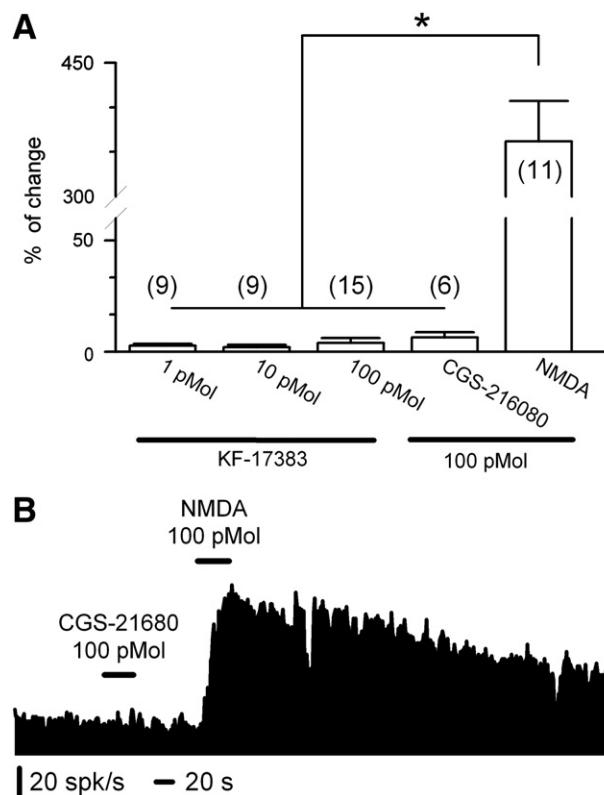 A
*
450
300
50
0
% of change
(9) (9) (15) (6) (11)
1 pMol 10 pMol 100 pMol CGS-216080 NMDA
KF-17383 100 pMol
B
NMDA
100 pMol
CGS-21680
100 pMol
20 spk/s 20 s